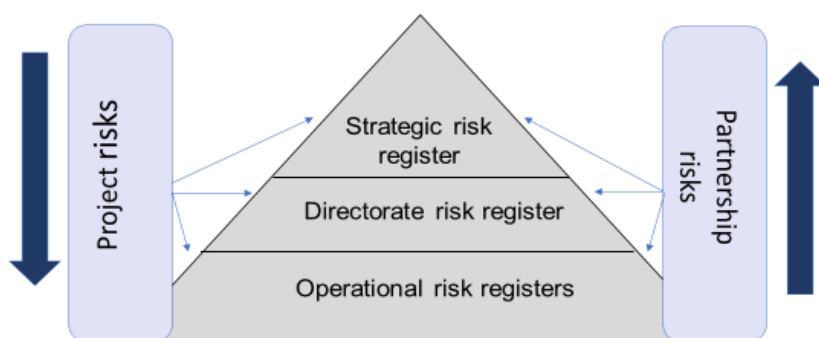 Project risks
Strategic risk
register
Directorate risk register
Operational risk registers
Partnership
risks